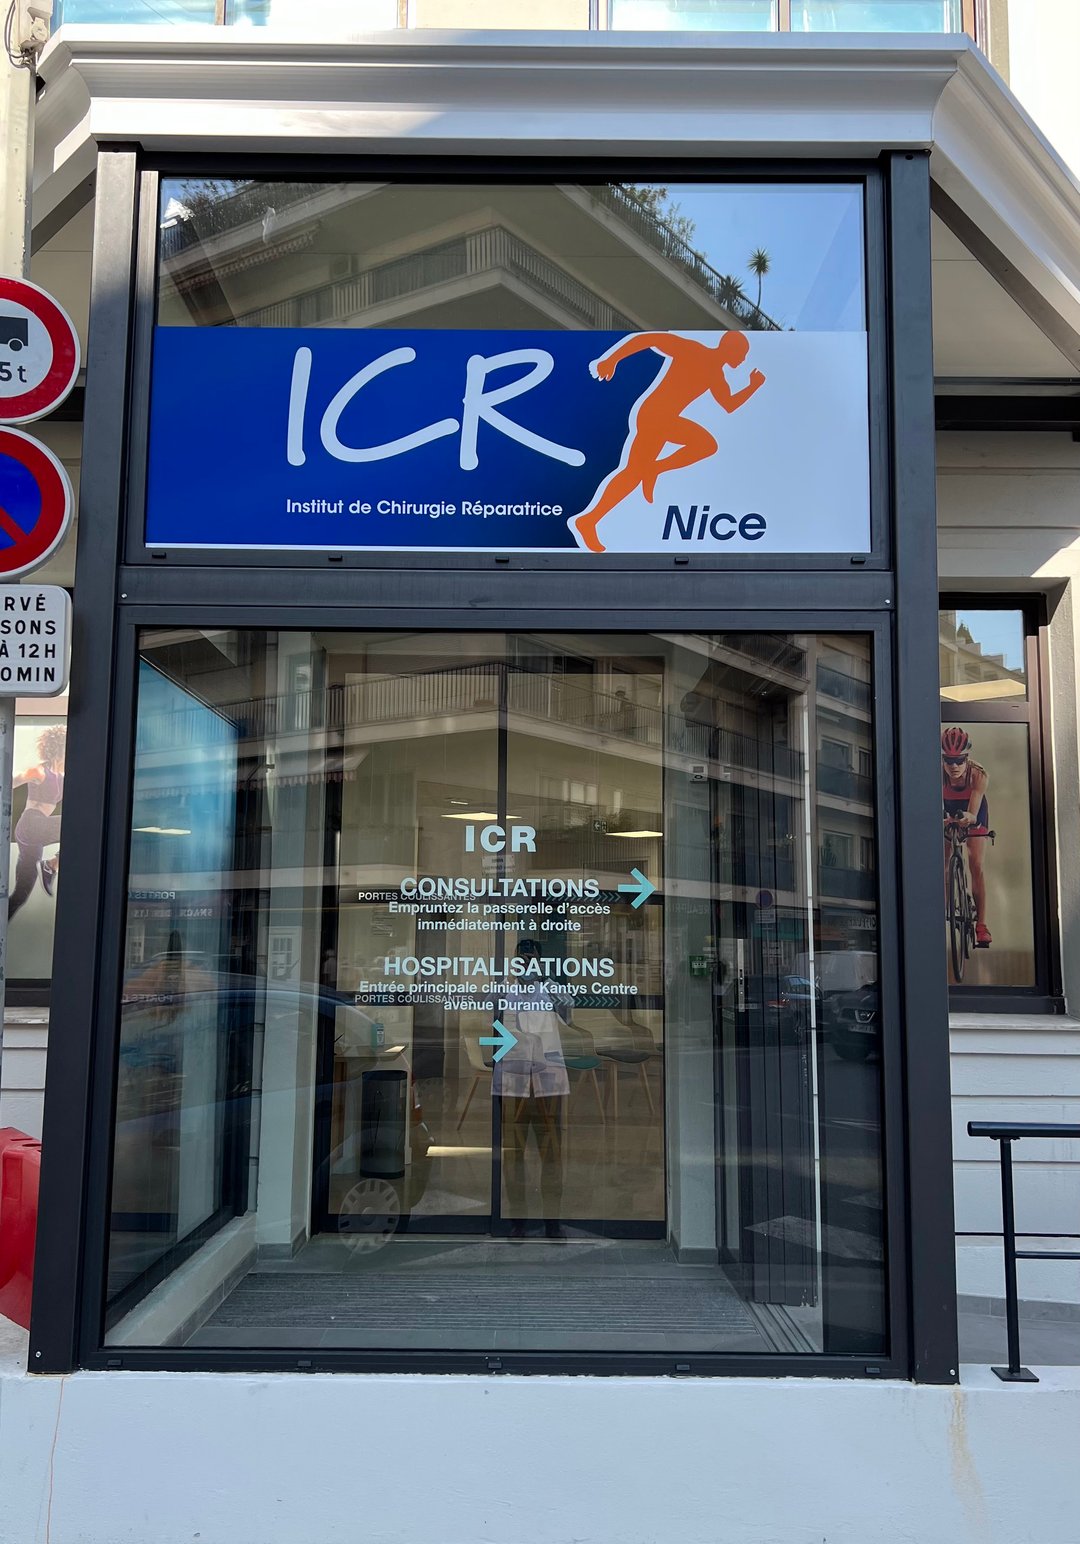 ICR
Institut de Chirurgie Réparatrice
Nice
5t
RVÉ
SONS
À 12H
0MIN
ICR
CONSULTATIONS
PORTES COULISSANTES
Empruntez la passerelle d'accès
immédiatement à droite
HOSPITALISATIONS
Entrée principale clinique Kantys Centre
PORTES COULISSANTES
avenue Durante